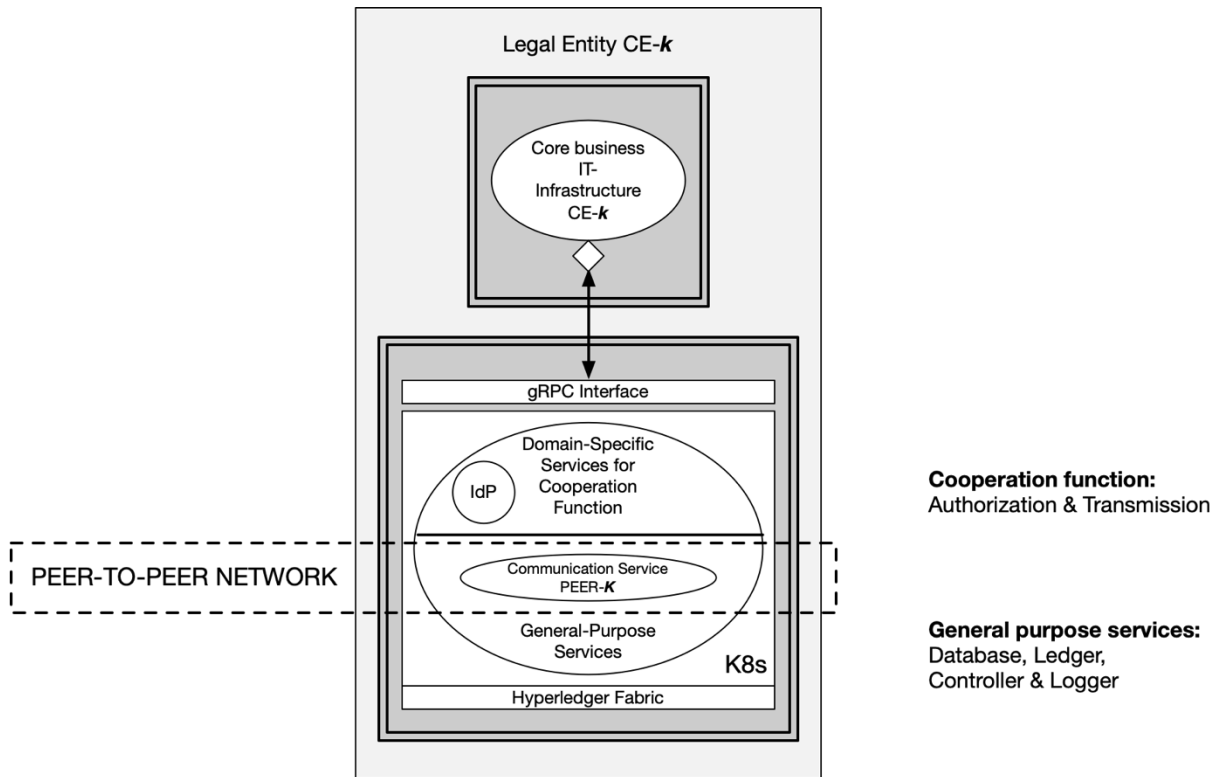 Legal Entity CE-k
Core business
IT-
Infrastructure
CE-k
gRPC Interface
Domain-Specific
Services for
Cooperation
Function
IdP
Cooperation function:
Authorization & Transmission
PEER-TO-PEER NETWORK
Communication Service
PEER-K
General-Purpose
Services
General purpose services:
Database, Ledger,
Controller & Logger
K8s
Hyperledger Fabric